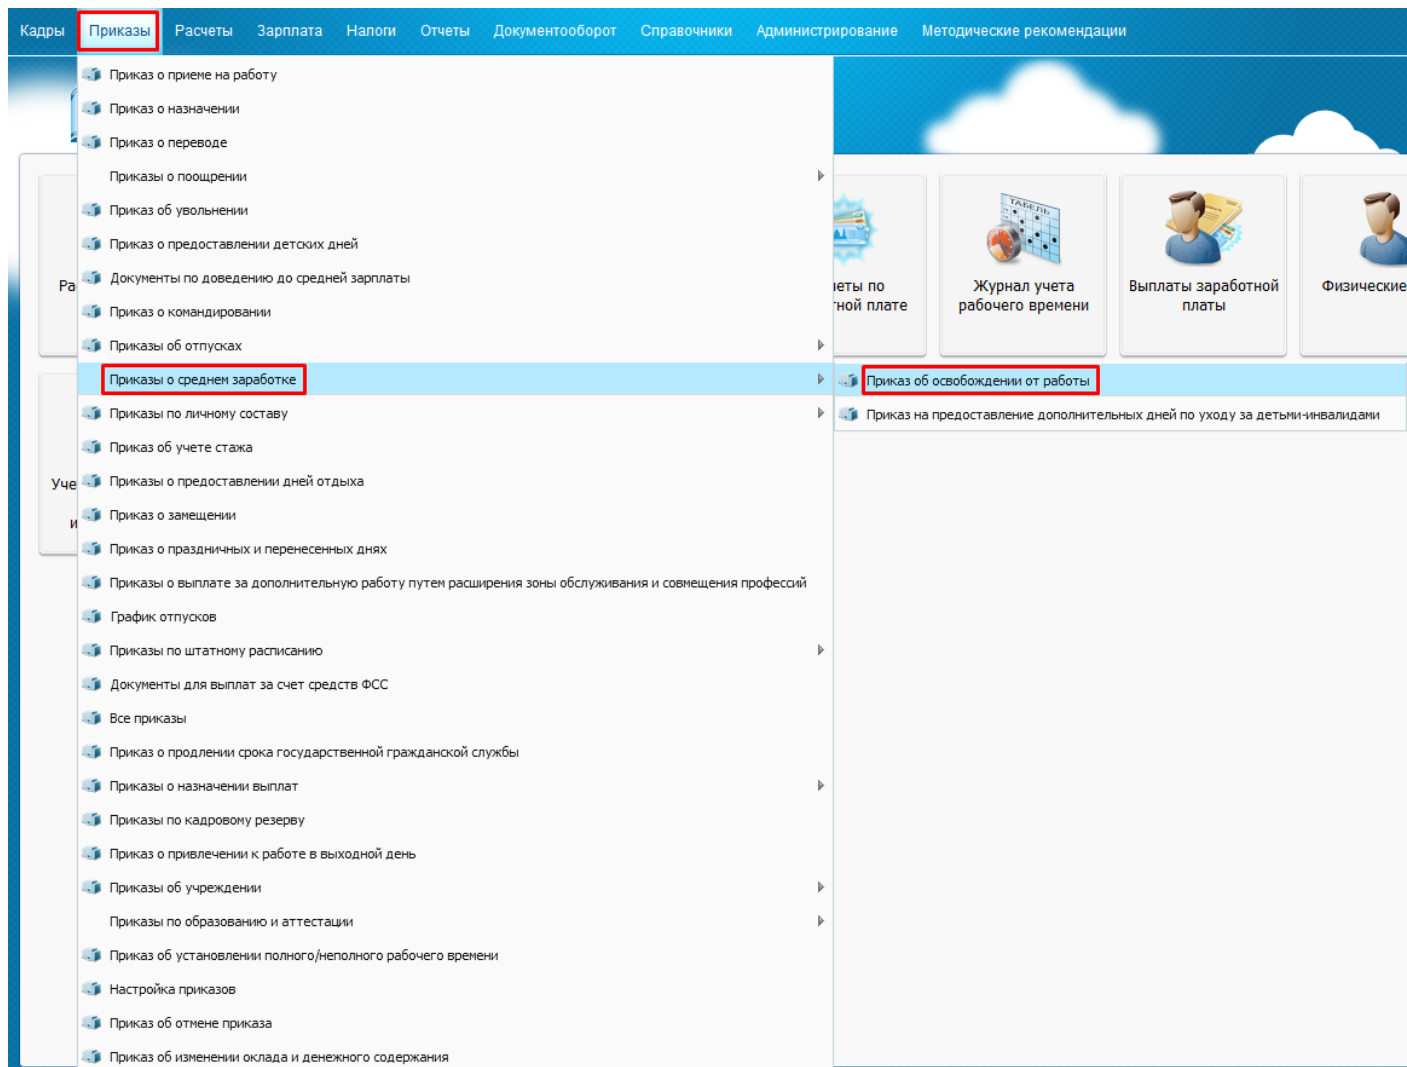 Кадры Приказы Расчеты Зарплата Налоги Отчеты Документооборот Справочники Администрирование Методические рекомендации
Приказ о приеме на работу
Приказ о назначении
Приказ о переводе
Приказы о поощрении
Приказ об увольнении
Приказ о предоставлении детских дней
Документы по доведению до средней зарплаты
Приказ о командировании
Приказы об отпусках
Приказы о среднем заработке
Приказы по личному составу
Приказ об учете стажа
Приказы о предоставлении дней отдыха
Приказ о замещении
Приказ о праздничных и перенесенных днях
Приказы о выплате за дополнительную работу путем расширения зоны обслуживания и совмещения профессий
График отпусков
Приказы по штатному расписанию
Документы для выплат за счет средств ФСС
Все приказы
Приказ о продлении срока государственной гражданской службы
Приказы о назначении выплат
Приказы по кадровому резерву
Приказ о привлечении к работе в выходной день
Приказы об учреждении
Приказы по образованию и аттестации
Приказ об установлении полного/неполного рабочего времени
Настройка приказов
Приказ об отмене приказа
Приказ об изменении оклада и денежного содержания
Приказ об освобождении от работы
Приказ на предоставление дополнительных дней по уходу за детьми-инвалидами
Ра
Уче
и
четы по
тной плате
ТАБЕЛЬ
Журнал учета
рабочего времени
Выплаты заработной
платы
Физические